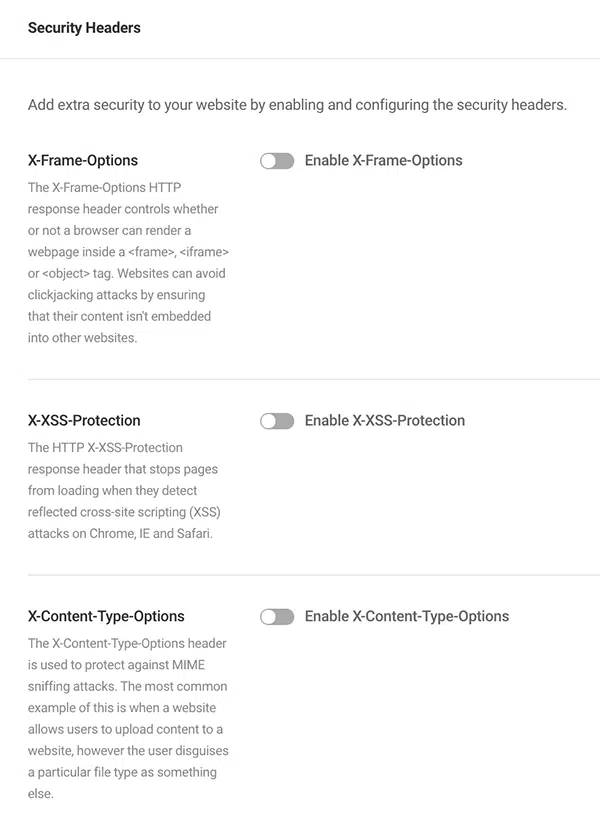 Security Headers
Add extra security to your website by enabling and configuring the security headers.
X-Frame-Options
Enable X-Frame-Options
The X-Frame-Options HTTP
response header controls whether
or not a browser can render a
webpage inside a <frame>, <iframe>
or <object> tag. Websites can avoid
clickjacking attacks by ensuring
that their content isn't embedded
into other websites.
X-XSS-Protection
Enable X-XSS-Protection
The HTTP X-XSS-Protection
response header that stops pages
from loading when they detect
reflected cross-site scripting (XSS)
attacks on Chrome, IE and Safari.
X-Content-Type-Options
Enable X-Content-Type-Options
The X-Content-Type-Options header
is used to protect against MIME
sniffing attacks. The most common
example of this is when a website
allows users to upload content to a
website, however the user disguises
a particular file type as something
else.